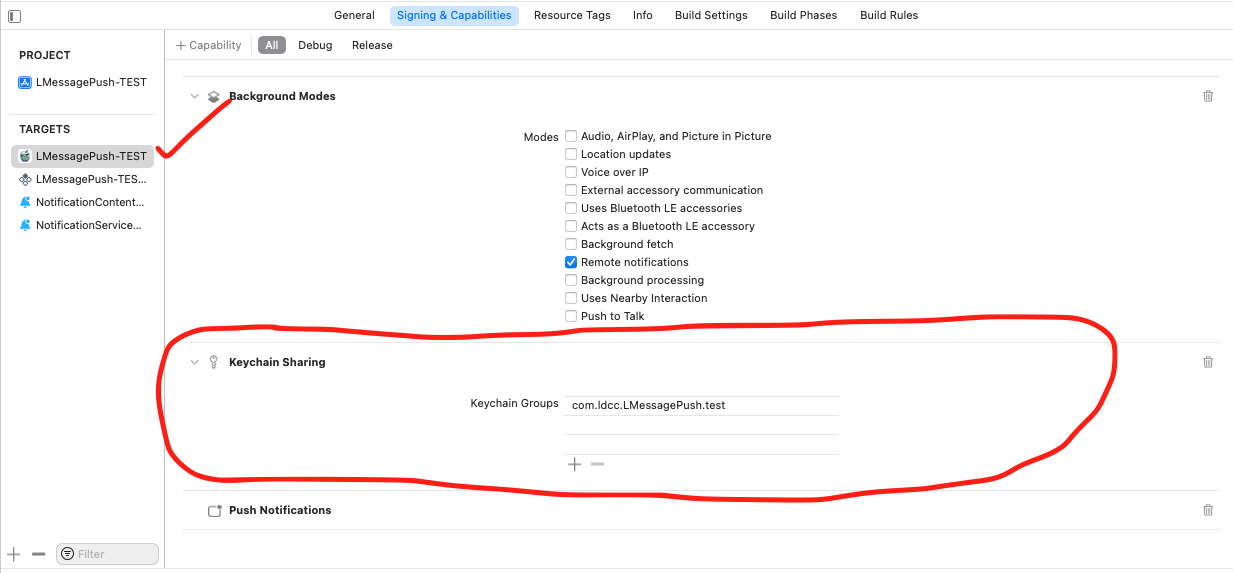 General Signing & Capabilities Resource Tags Info Build Settings Build Phases Build Rules
PROJECT
LMessagePush-TEST
TARGETS
LMessagePush-TEST
LMessagePush-TES...
NotificationContent...
NotificationService...
Filter
+ Capability All Debug Release
Background Modes
Modes
Audio, AirPlay, and Picture in Picture
Location updates
Voice over IP
External accessory communication
Uses Bluetooth LE accessories
Acts as a Bluetooth LE accessory
Background fetch
Remote notifications
Background processing
Uses Nearby Interaction
Push to Talk
Keychain Sharing
Keychain Groups com.ldcc.LMessagePush.test
Push Notifications